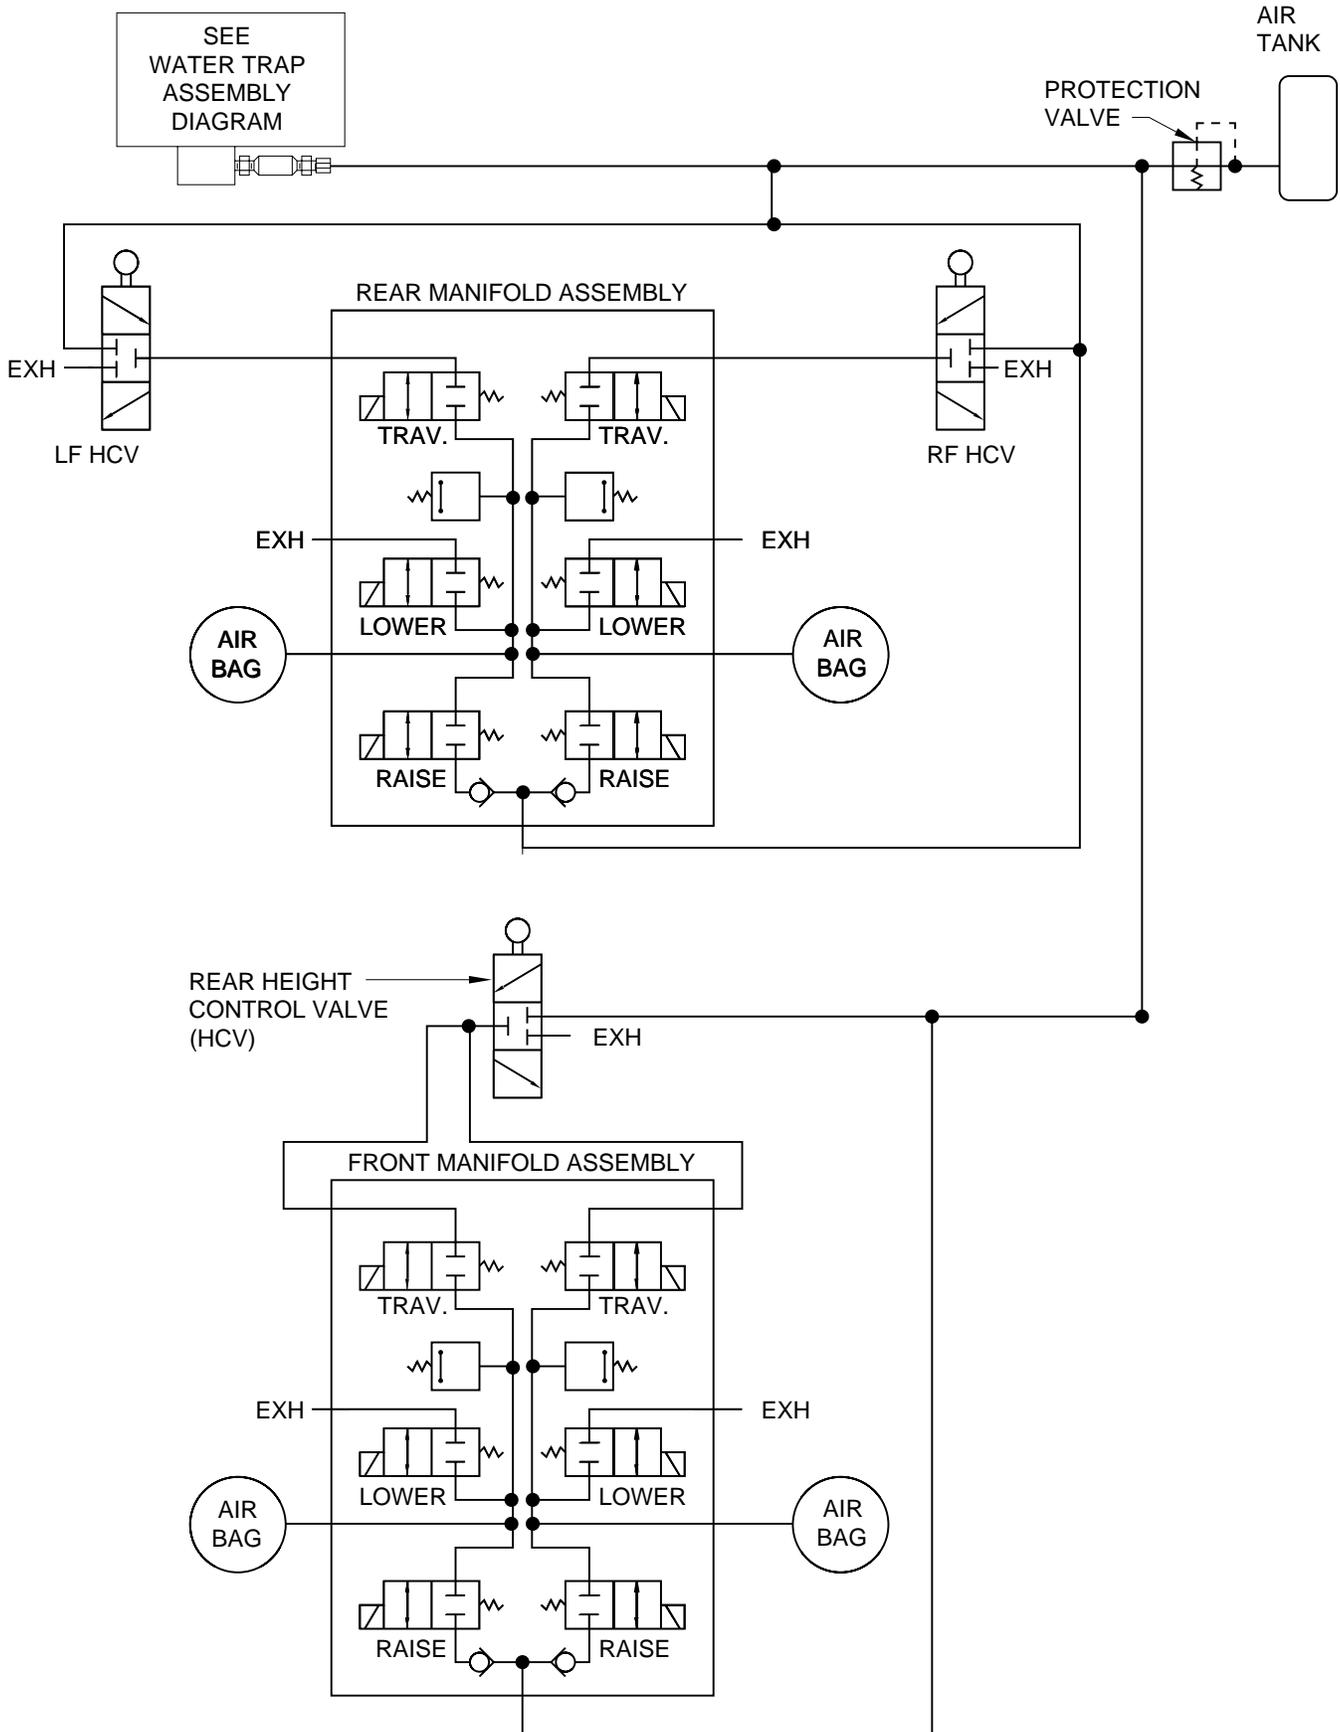 SEE
WATER TRAP
ASSEMBLY
DIAGRAM
AIR
TANK
PROTECTION
VALVE
REAR MANIFOLD ASSEMBLY
EXH
EXH
TRAV.
TRAV.
LF HCV
RF HCV
EXH
EXH
LOWER
LOWER
AIR
BAG
AIR
BAG
RAISE
RAISE
REAR HEIGHT
CONTROL VALVE
(HCV)
EXH
FRONT MANIFOLD ASSEMBLY
TRAV.
TRAV.
EXH
EXH
LOWER
LOWER
AIR
BAG
AIR
BAG
RAISE
RAISE